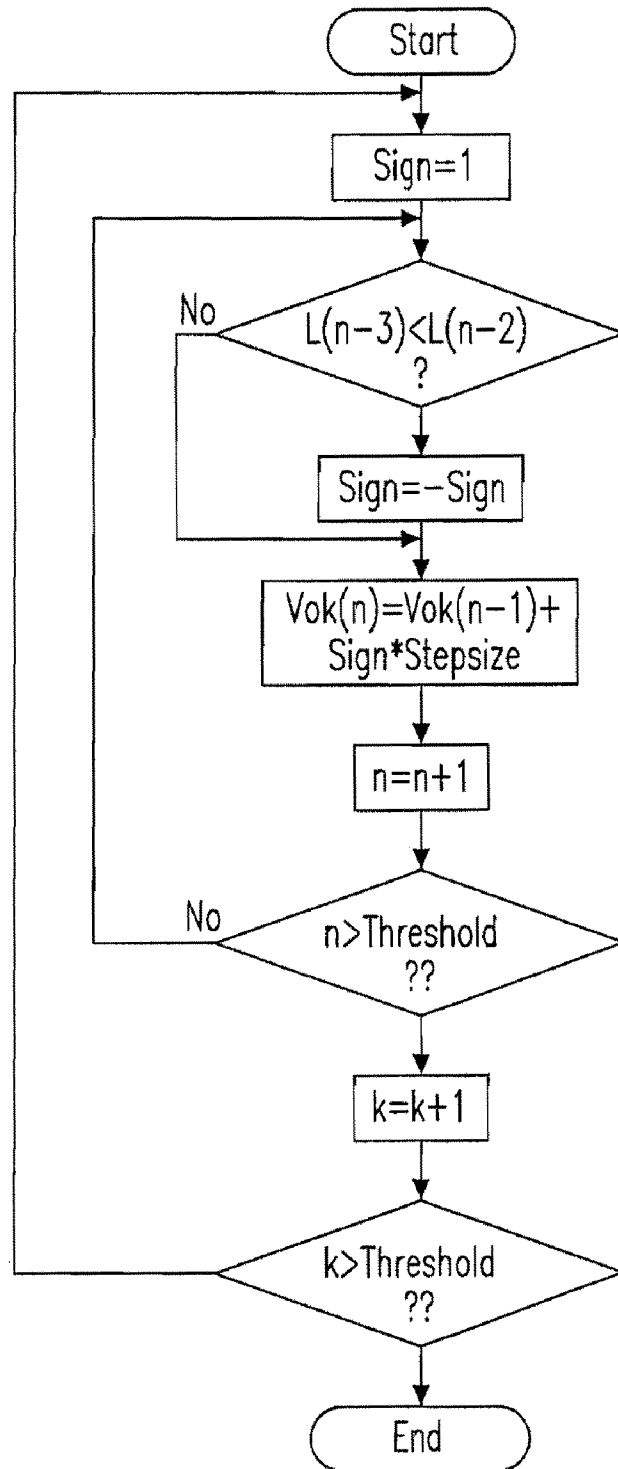 Start
Sign=1
No
L(n-3)<L(n-2)
?
Sign=-Sign
Vok(n)=Vok(n-1)+
Sign*Stepsize
n=n+1
No
n>Threshold
??
k=k+1
k>Threshold
??
End